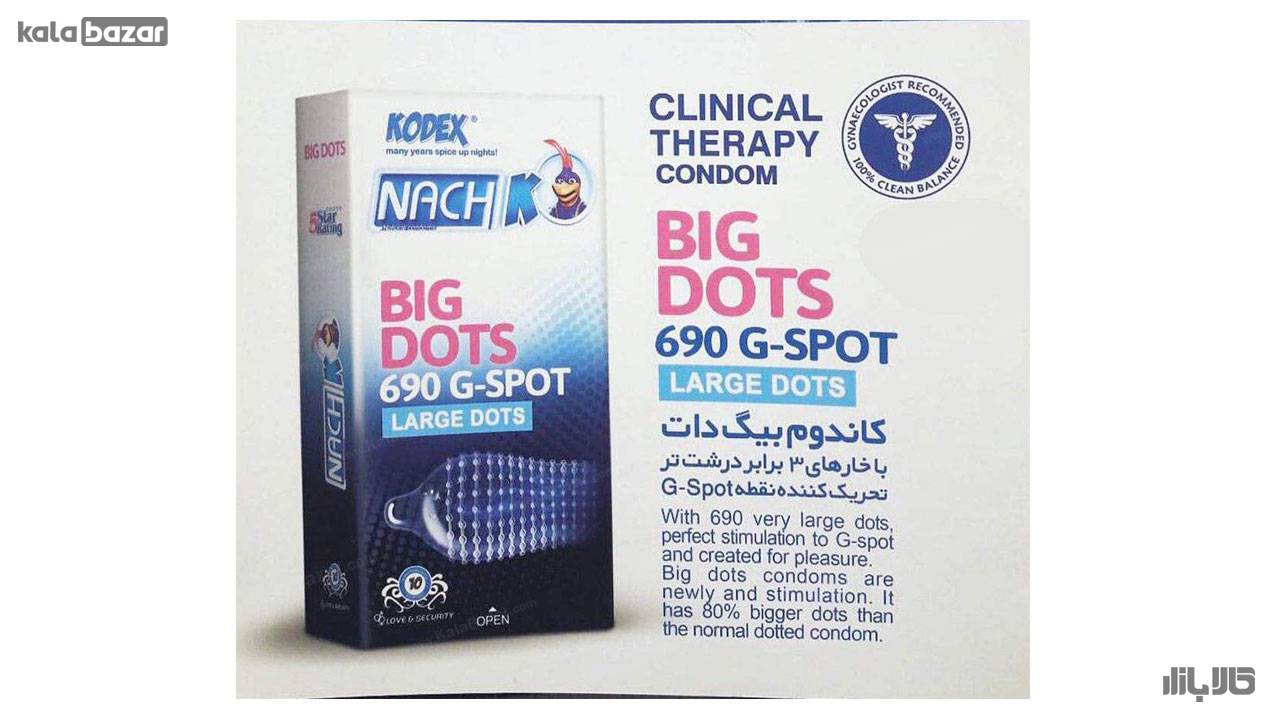 kala bazar
BIG DOTS
5 Star
Rating
NACH K
KODEX®
many years spice up nights!
NACH K
BIG
DOTS
690 G-SPOT
LARGE DOTS
10
LOVE & SECURITY
OPEN
CLINICAL
THERAPY
CONDOM
GYNAECOLOGIST RECOMMENDED
100% CLEAN BALANCE
BIG
DOTS
690 G-SPOT
LARGE DOTS
کاندوم بیگ دات
با خارهای ۳ برابر درشت تر
تحریک کننده نقطه G-Spot
With 690 very large dots,
perfect stimulation to G-spot
and created for pleasure.
Big dots condoms are
newly and stimulation. It
has 80% bigger dots than
the normal dotted condom.
کالا بازار